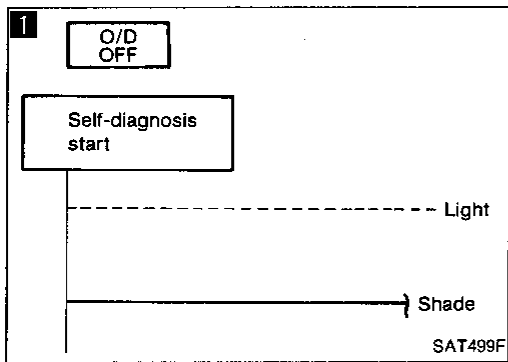 1
O/D
OFF
Self-diagnosis
start
Light
Shade
SAT499F